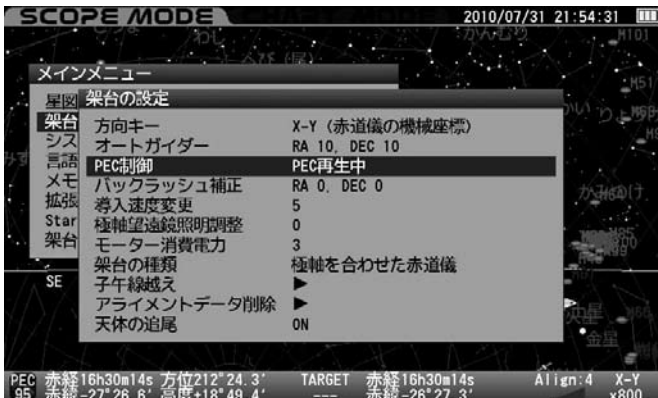 SCOPE MODE
2010/07/31 21:54:31
かんむり
M101
わし
メインメニュー
M51
星図
架台
シス
言語
メモ
拡張
Star
架台
架台の設定
方向キー X-Y (赤道儀の機械座標)
オートガイダー RA 10, DEC 10
PEC制御 PEC再生中
バックラッシュ補正 RA 0, DEC 0
導入速度変更 5
極軸望遠鏡照明調整 0
モーター消費電力 3
架台の種類 極軸を合わせた赤道儀
子午線越え ▶
アライメントデータ削除 ▶
天体の追尾 ON
SE
金星
PEC 赤経16h30m14s 方位212°24.3' TARGET 赤経16h30m14s Align:4 X-Y
95 赤緯-27°26.6' 高度+18°49.4' --- 赤緯-26°27.3' x800